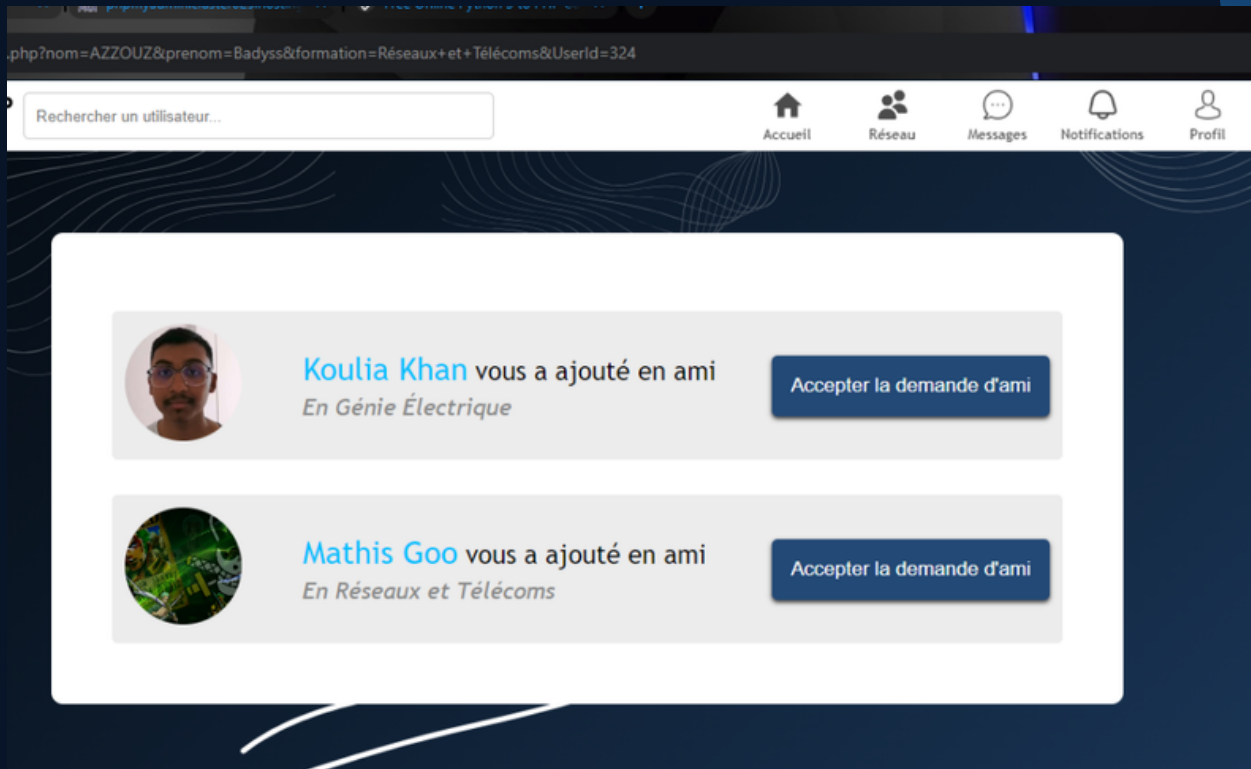 .php?nom=AZZOUZ&prenom=Badyss&formation=Réseaux+et+Télécoms&UserId=324
Rechercher un utilisateur...
Accueil
Réseau
Messages
Notifications
Profil
Koulia Khan vous a ajouté en ami
En Génie Électrique
Accepter la demande d'ami
Mathis Goo vous a ajouté en ami
En Réseaux et Télécoms
Accepter la demande d'ami